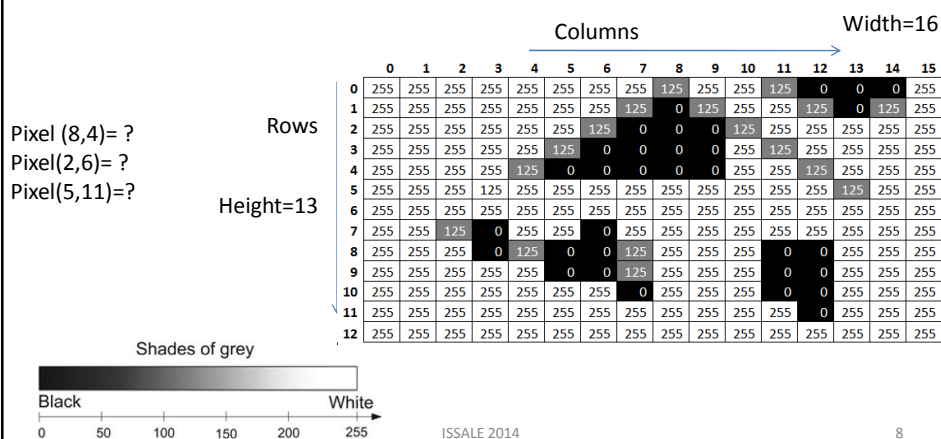 Columns
Width=16
0 1 2 3 4 5 6 7 8 9 10 11 12 13 14 15
0 255 255 255 255 255 255 255 255 125 255 255 125 0 0 0 255
1 255 255 255 255 255 255 255 125 0 125 255 255 125 0 125 255
2 255 255 255 255 255 255 125 0 0 0 125 255 255 255 255 255
3 255 255 255 255 255 125 0 0 0 0 255 125 255 255 255 255
4 255 255 255 255 125 0 0 0 0 0 255 255 125 255 255 255
5 255 255 255 125 255 255 255 255 255 255 255 255 255 125 255 255
6 255 255 255 255 255 255 255 255 255 255 255 255 255 255 255 255
7 255 255 125 0 255 255 0 255 255 255 255 255 255 255 255 255
8 255 255 255 0 125 0 0 125 255 255 255 0 0 255 255 255
9 255 255 255 255 255 0 0 125 255 255 255 0 0 255 255 255
10 255 255 255 255 255 255 255 0 255 255 255 0 0 255 255 255
11 255 255 255 255 255 255 255 255 255 255 255 255 0 255 255 255
12 255 255 255 255 255 255 255 255 255 255 255 255 255 255 255 255
Rows
Height=13
Pixel (8,4)= ?
Pixel(2,6)= ?
Pixel(5,11)=?
Shades of grey
Black White
0 50 100 150 200 255
ISSALE 2014 8